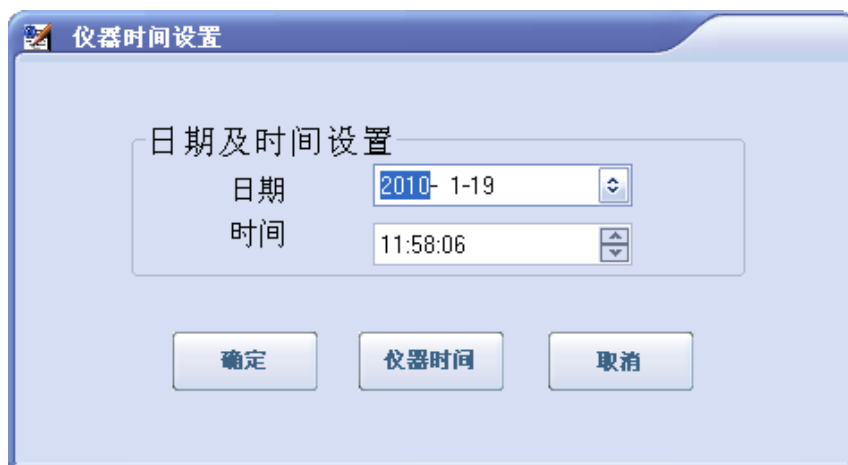 仪器时间设置
日期及时间设置
日期 2010- 1-19
时间 11:58:06
确定 仪器时间 取消